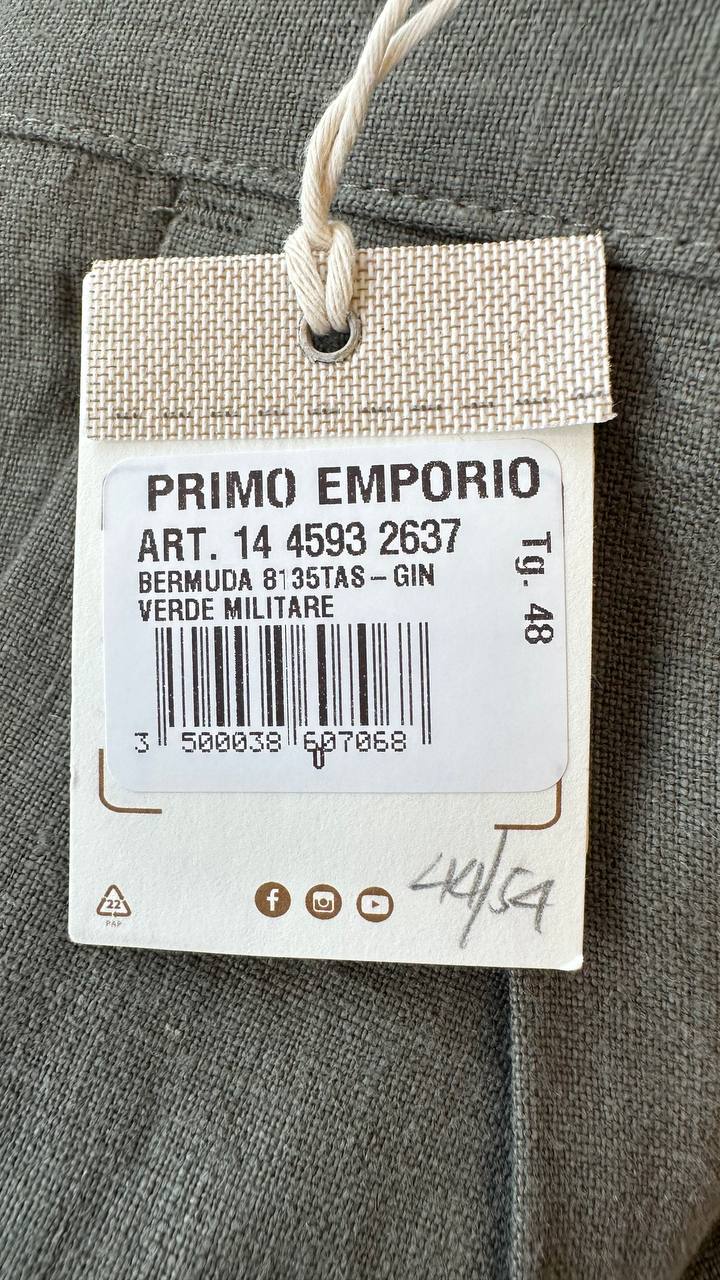 PRIMO EMPORIO
ART. 14 4593 2637
BERMUDA 8135TAS – GIN
VERDE MILITARE
Tg. 48
3 500038 607068
0
22
PAP
44/54